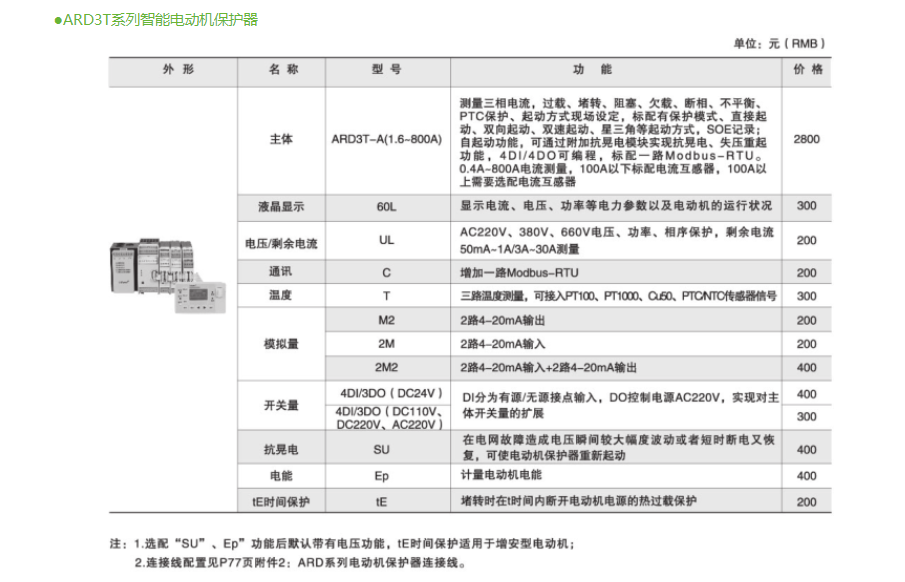 ●ARD3T系列智能电动机保护器
单位：元（RMB）
外 形 名 称 型 号 功 能 价 格
主体 ARD3T-A(1.6~800A) 2800
测量三相电流，过载、堵转、阻塞、欠载、断相、不平衡、
PTC保护、起动方式现场设定，标配有保护模式、直接起
动、双向起动、双速起动、星三角等起动方式，SOE记录；
自起动功能，可通过附加抗晃电模块实现抗晃电、失压重起
功能，4DI/4DO可编程，标配一路Modbus-RTU。
0.4A~800A电流测量，100A以下标配电流互感器，100A以
上需要选配电流互感器
液晶显示 60L 显示电流、电压、功率等电力参数以及电动机的运行状况 300
电压/剩余电流 UL 200
AC220V、380V、660V电压、功率、相序保护，剩余电流
50mA~1A/3A~30A测量
通讯 C 增加一路Modbus-RTU 200
温度 T 三路温度测量，可接入PT100、PT1000、Cu50、PTC/NTC传感器信号 300
模拟量
M2 2路4-20mA输出 200
2M 2路4-20mA输入 200
2M2 2路4-20mA输入+2路4-20mA输出 400
开关量
4DI/3DO（DC24V） 400
4DI/3DO（DC110V、
DC220V、AC220V） 300
DI分为有源/无源接点输入，DO控制电源AC220V，实现对主
体开关量的扩展
抗晃电 SU 400
在电网故障造成电压瞬间较大幅度波动或者短时断电又恢
复，可使电动机保护器重新起动
电能 Ep 计量电动机电能 400
tE时间保护 tE 堵转时在t时间内断开电动机电源的热过载保护 200
注：1.选配“SU”、Ep”功能后默认带有电压功能，tE时间保护适用于增安型电动机；
2.连接线配置见P77页附件2：ARD系列电动机保护器连接线。